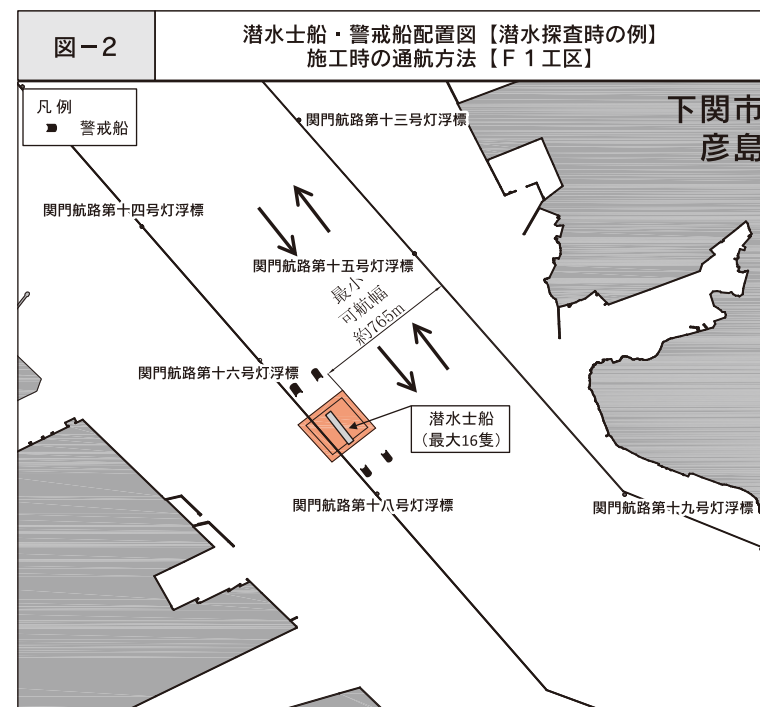 図－2
潜水士船・警戒船配置図【潜水探査時の例】
施工時の通航方法【F1工区】
凡 例
警戒船
下関市
彦島
関門航路第十三号灯浮標
関門航路第十四号灯浮標
関門航路第十五号灯浮標
最小
可航幅
約765m
関門航路第十六号灯浮標
潜水士船
（最大16隻）
関門航路第十八号灯浮標
関門航路第十九号灯浮標